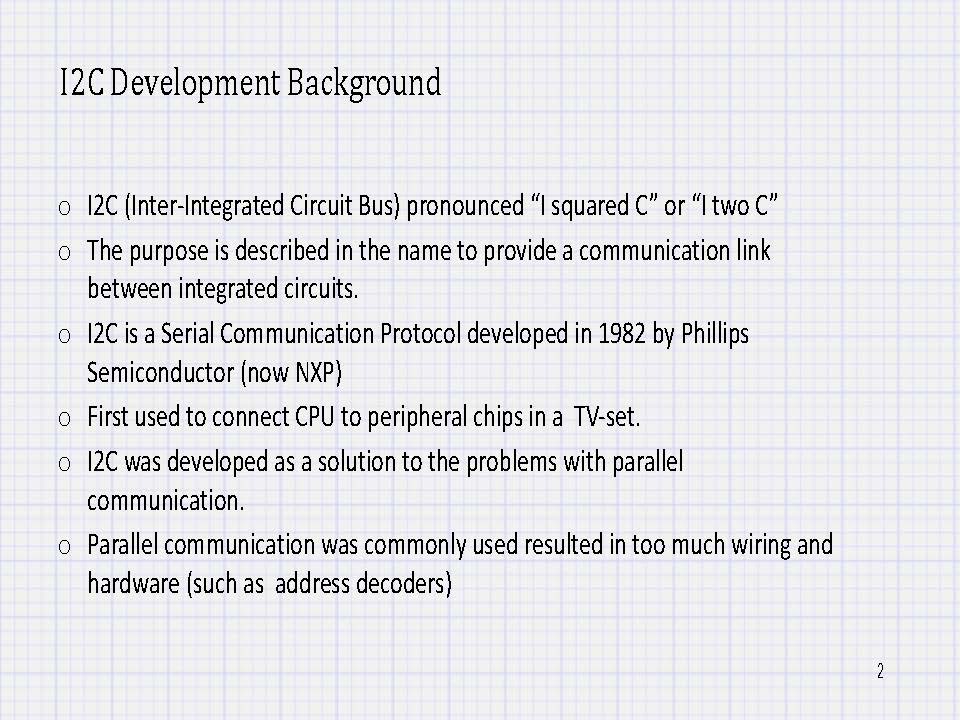 I2C Development Background
o I2C (Inter-Integrated Circuit Bus) pronounced “I squared C” or “I two C”
o The purpose is described in the name to provide a communication link
between integrated circuits.
o I2C is a Serial Communication Protocol developed in 1982 by Phillips
Semiconductor (now NXP)
o First used to connect CPU to peripheral chips in a  TV-set.
o I2C was developed as a solution to the problems with parallel
communication.
o Parallel communication was commonly used resulted in too much wiring and
hardware (such as  address decoders)
2